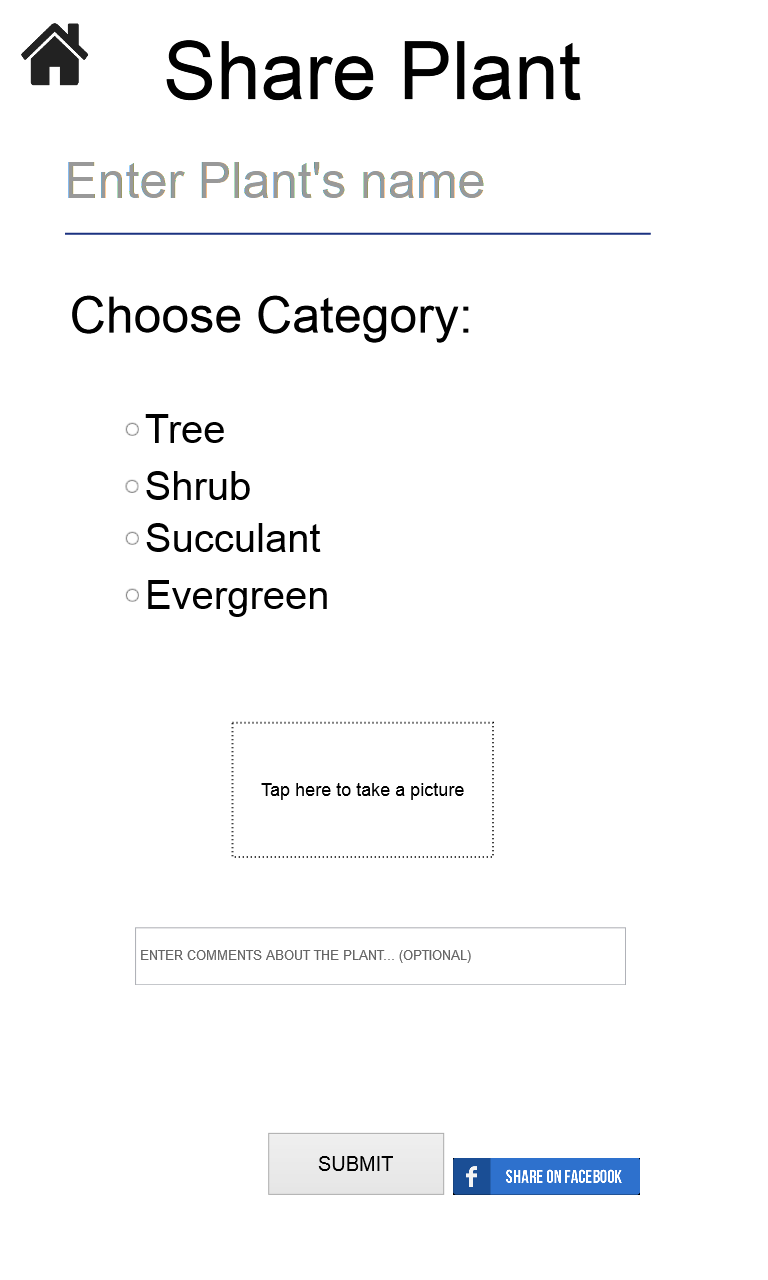 Share Plant
Enter Plant's name
Choose Category:
Tree
Shrub
Succulant
Evergreen
Tap here to take a picture
ENTER COMMENTS ABOUT THE PLANT... (OPTIONAL)
SUBMIT
f SHARE ON FACEBOOK